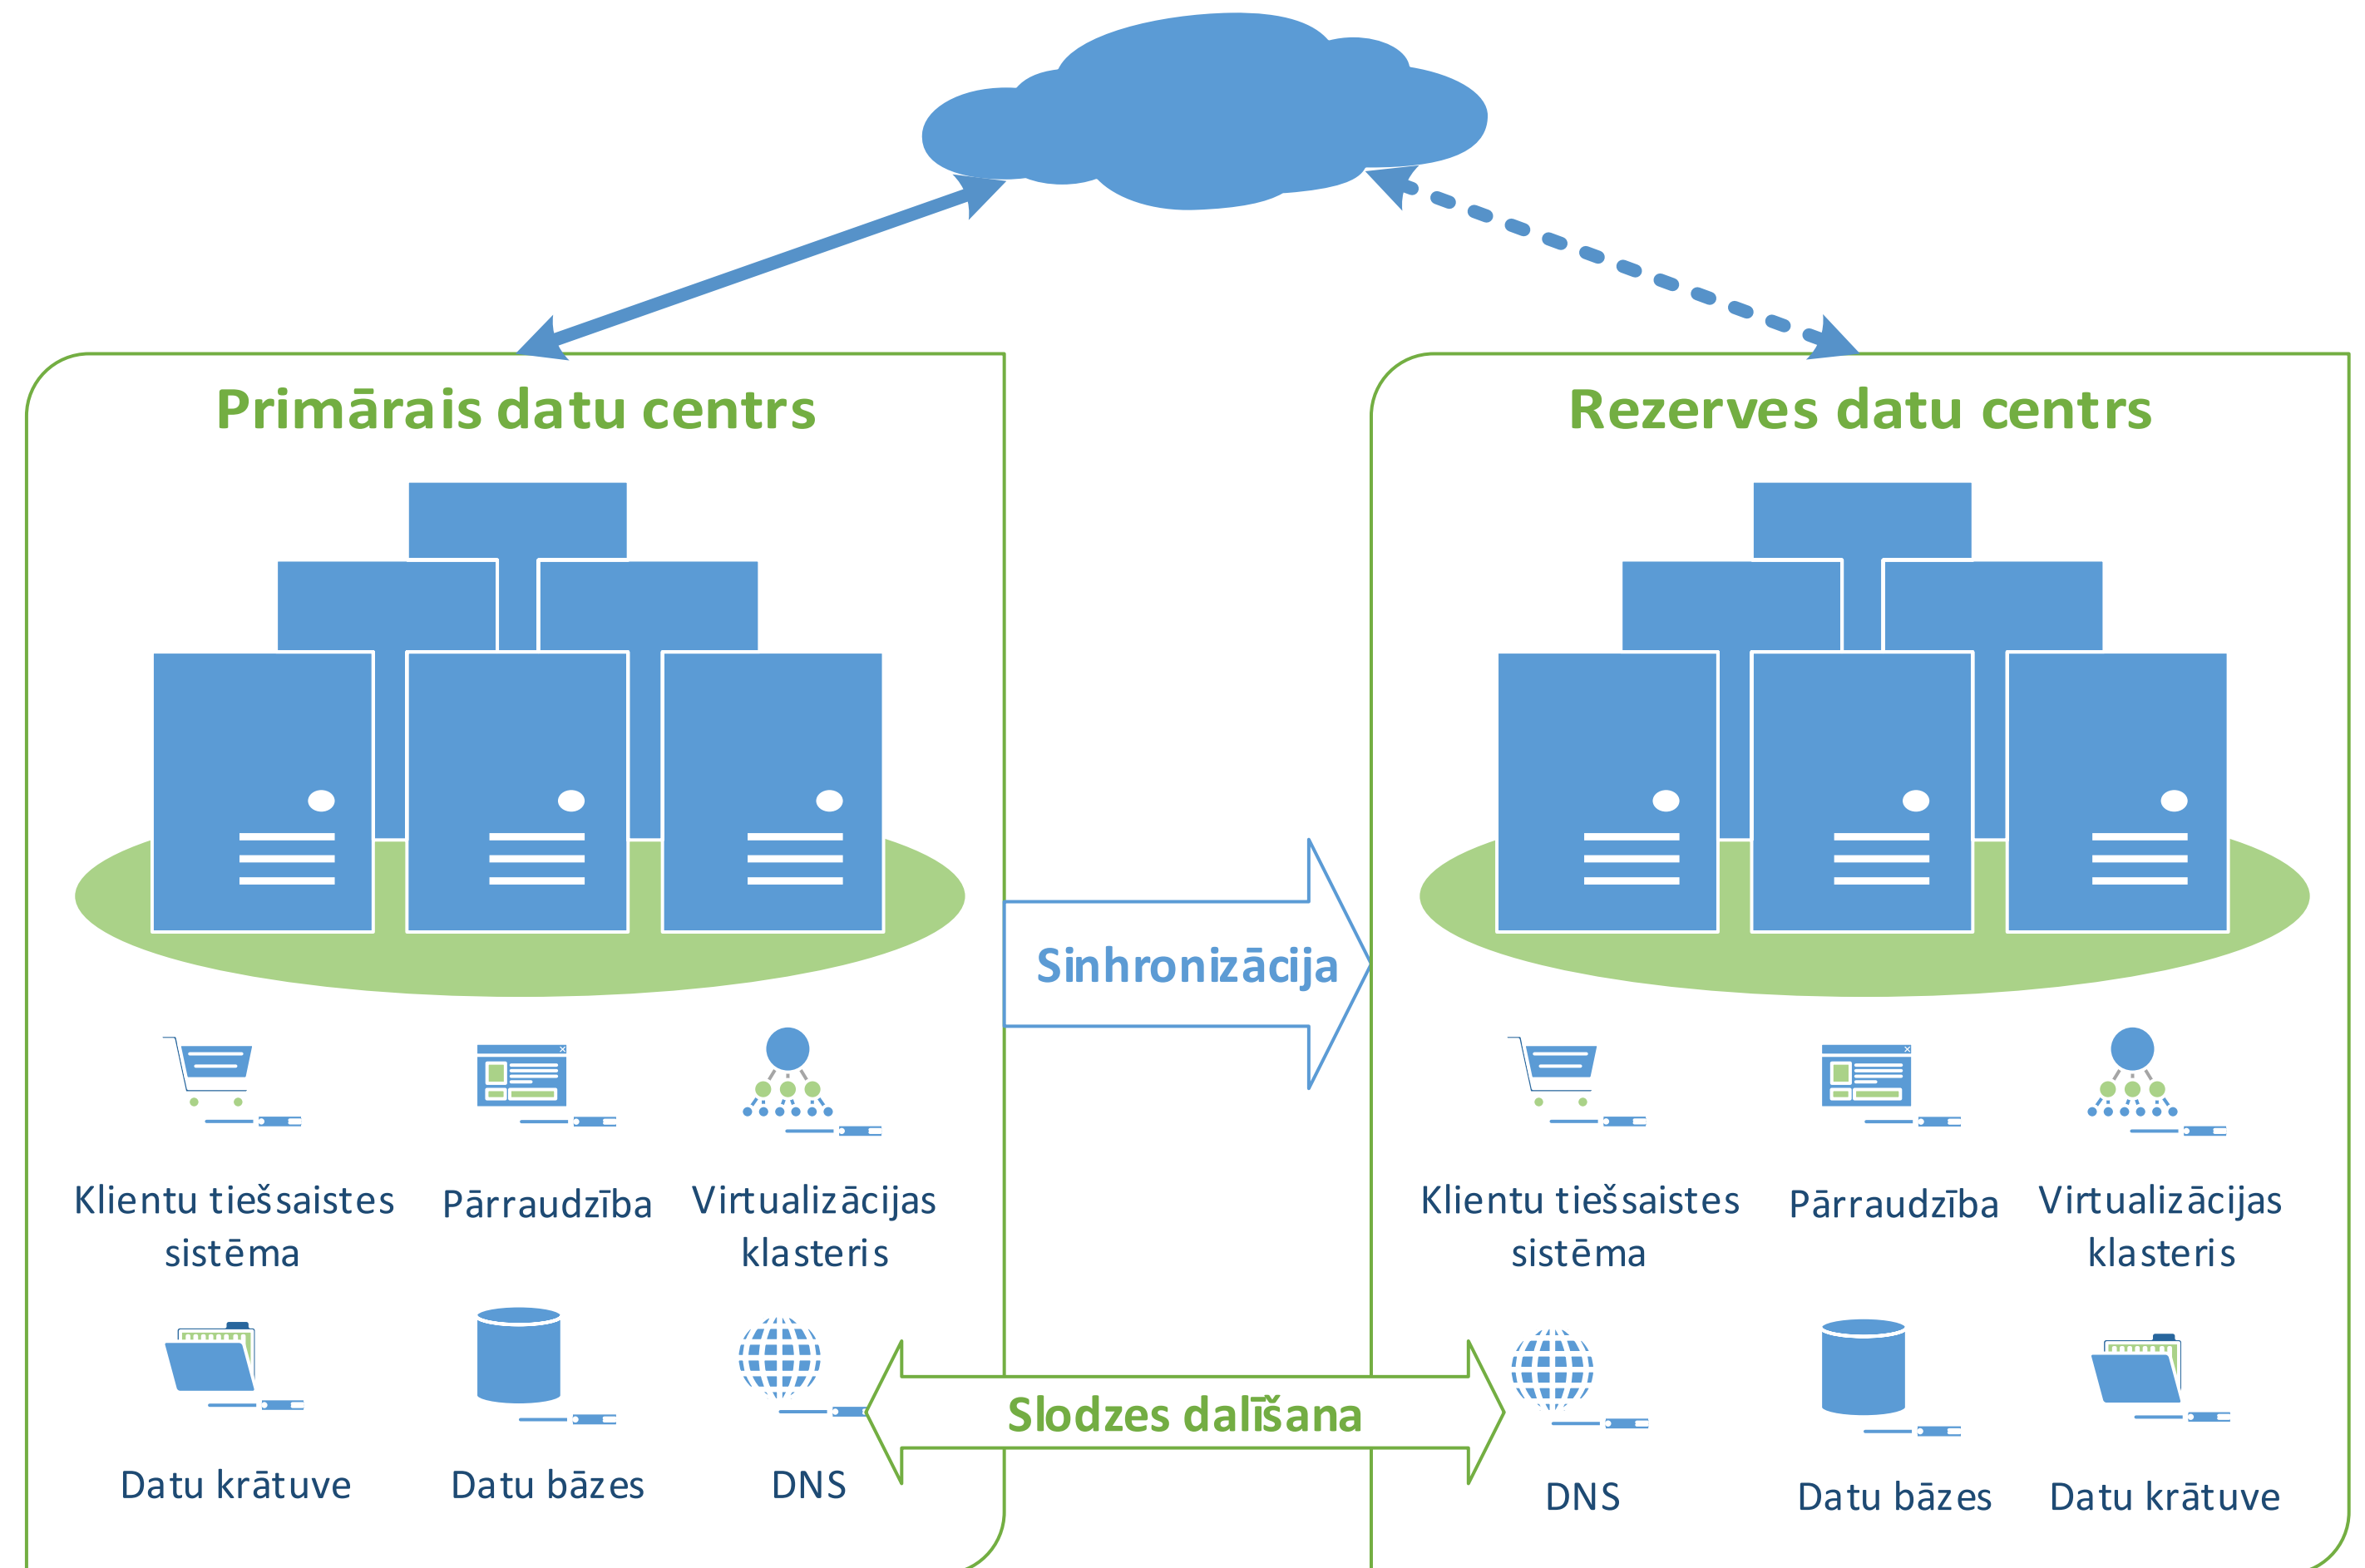 Primārais datu centrs
Rezerves datu centrs
Sinhronizācija
Klientu tiešsaistes
sistēma
Pārraudzība
Virtualizācijas
klasteris
Klientu tiešsaistes
sistēma
Pārraudzība
Virtualizācijas
klasteris
Slodzes dalīšana
Datu krātuve
Datu bāzes
DNS
DNS
Datu bāzes
Datu krātuve